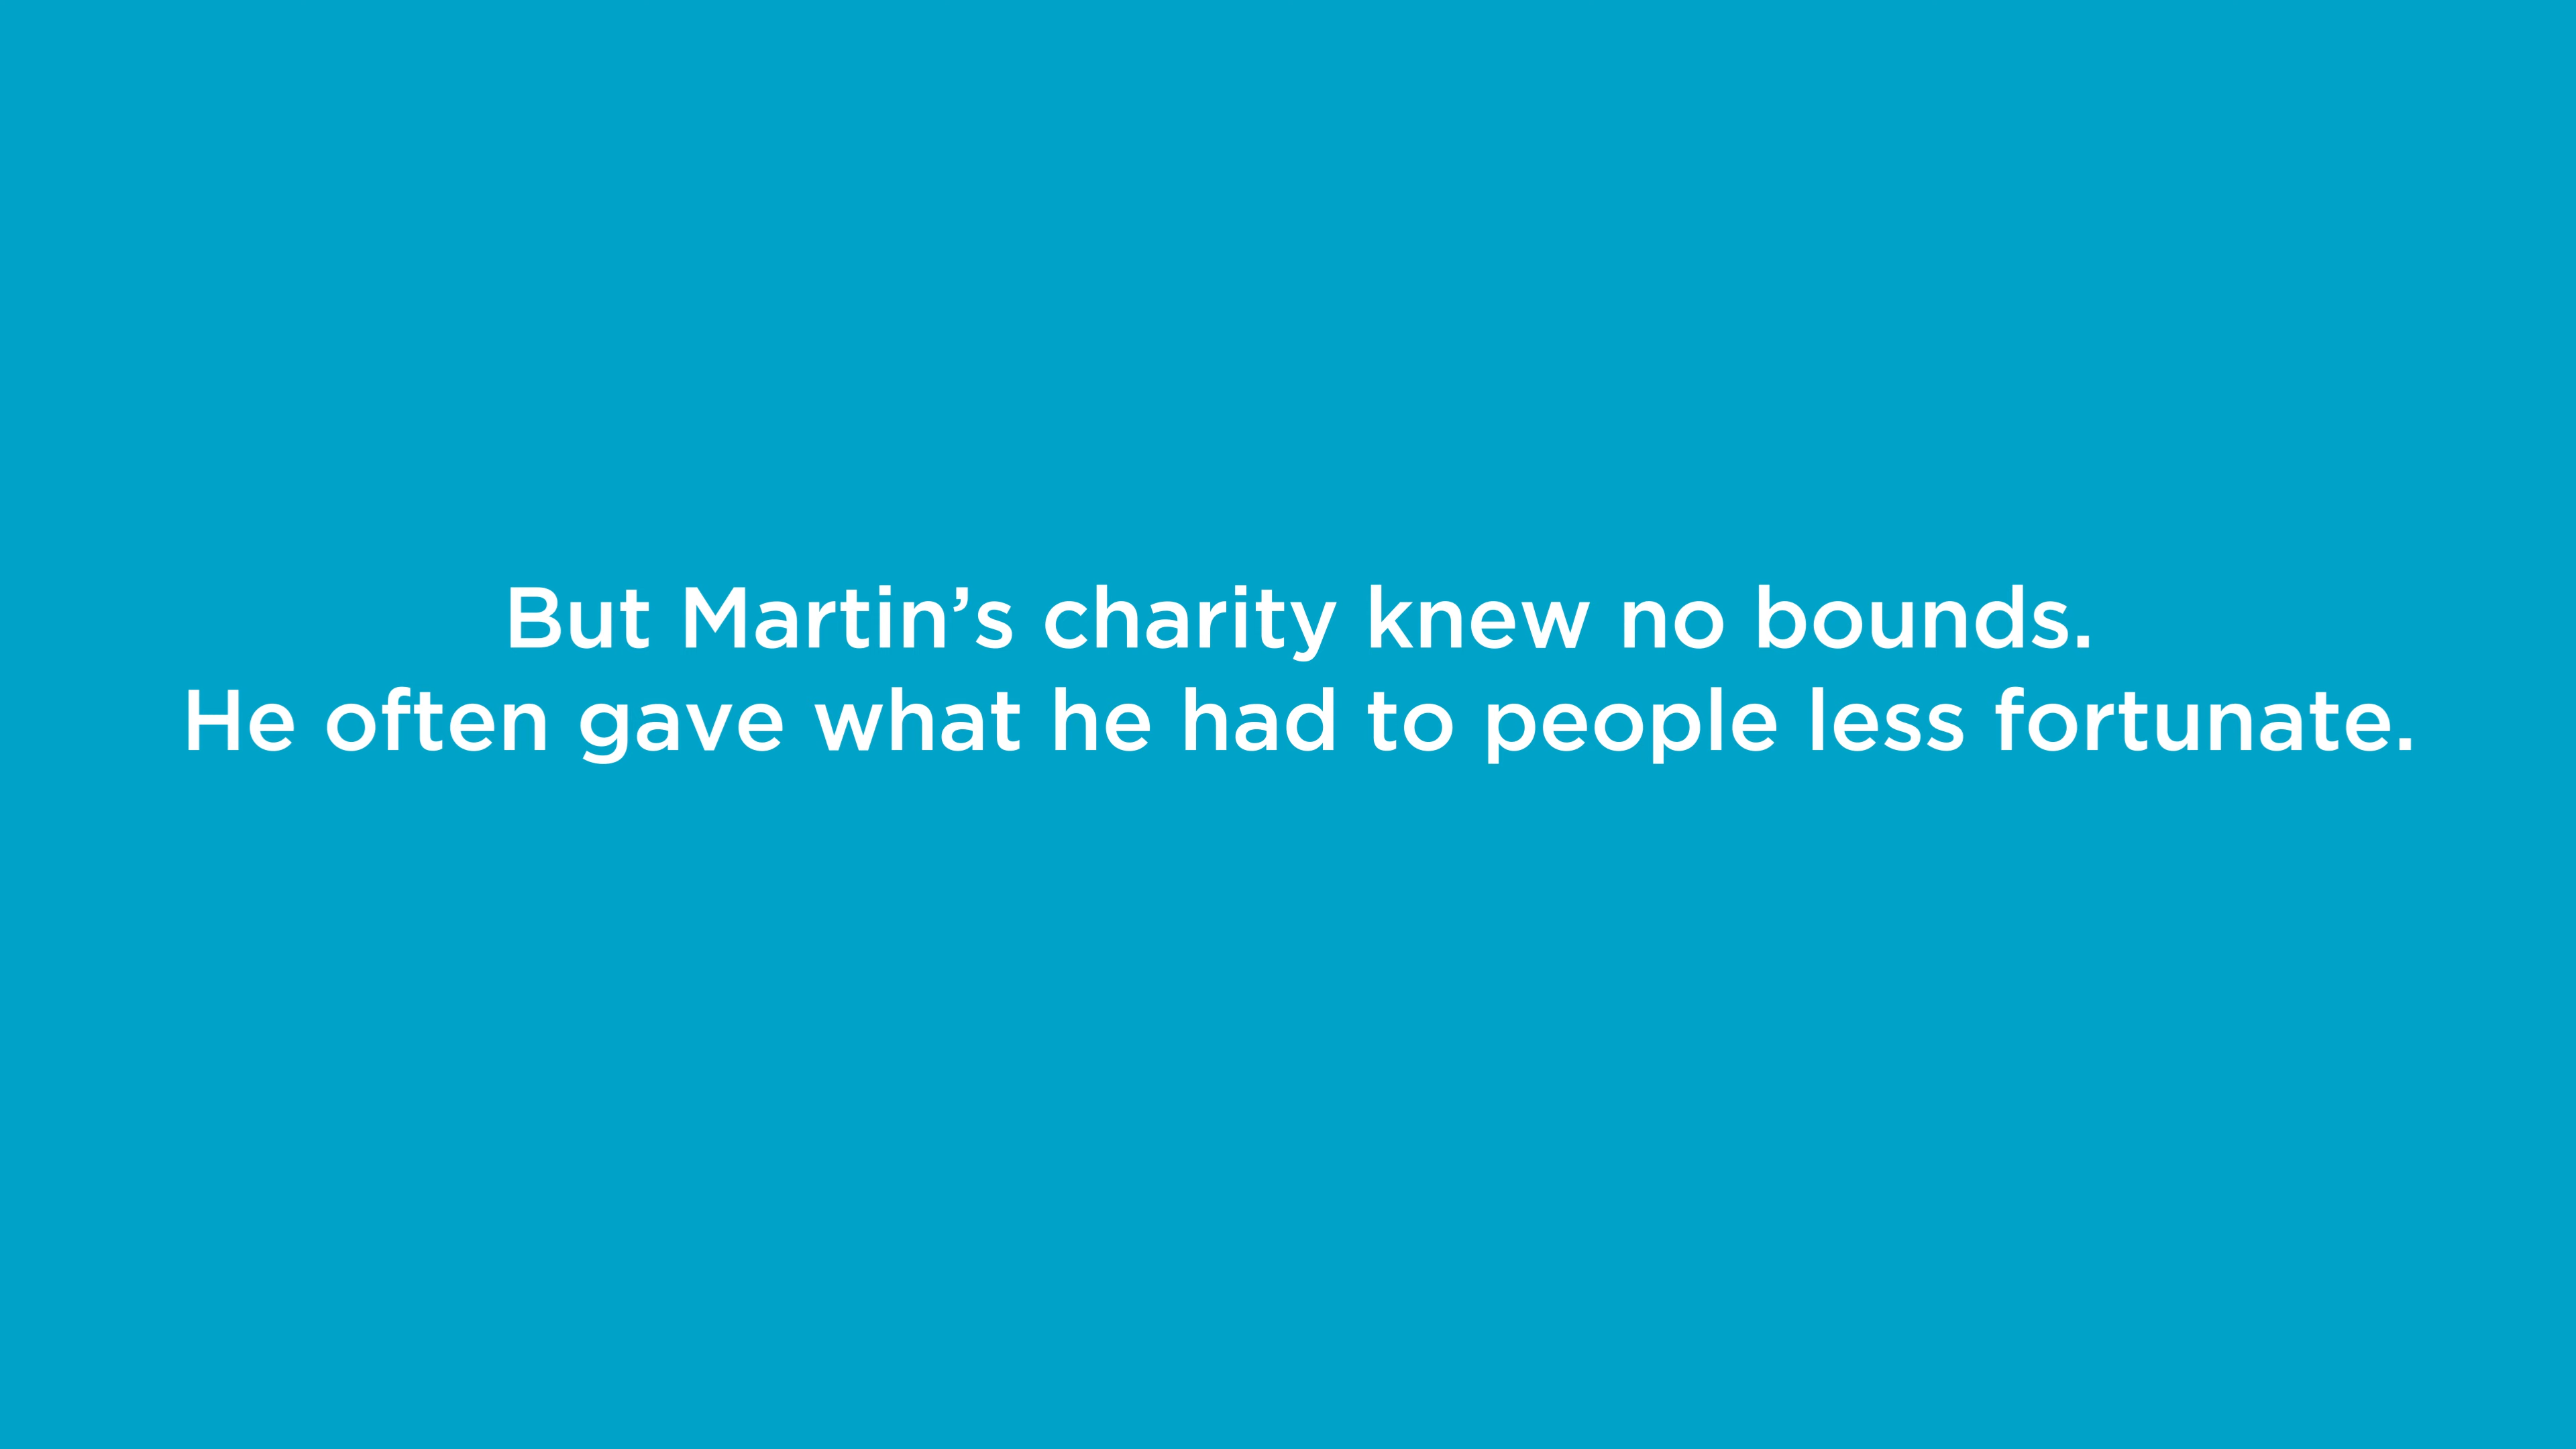 But Martin’s charity knew no bounds.
He often gave what he had to people less fortunate.